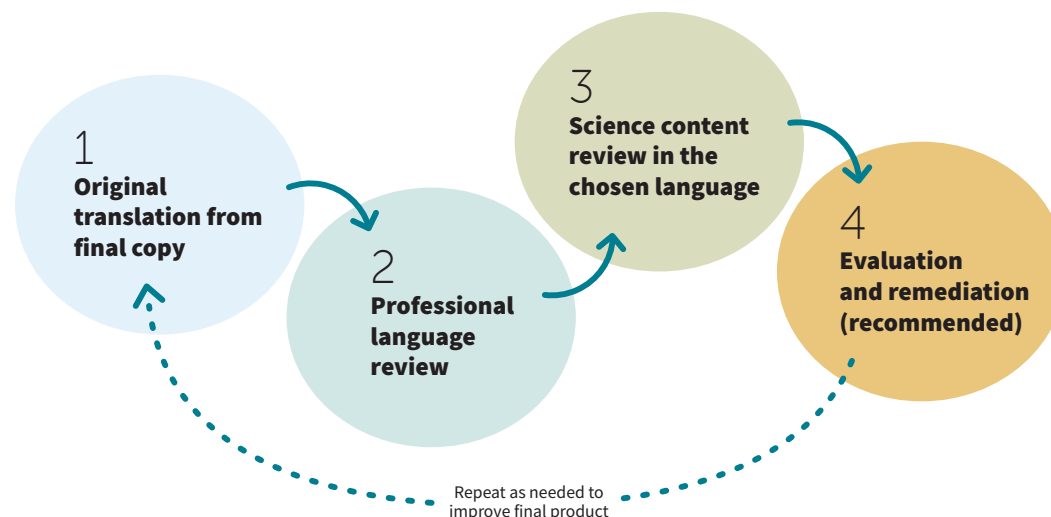 1
Original
translation from
final copy
2
Professional
language
review
3
Science content
review in the
chosen language
4
Evaluation
and remediation
(recommended)
Repeat as needed to
improve final product